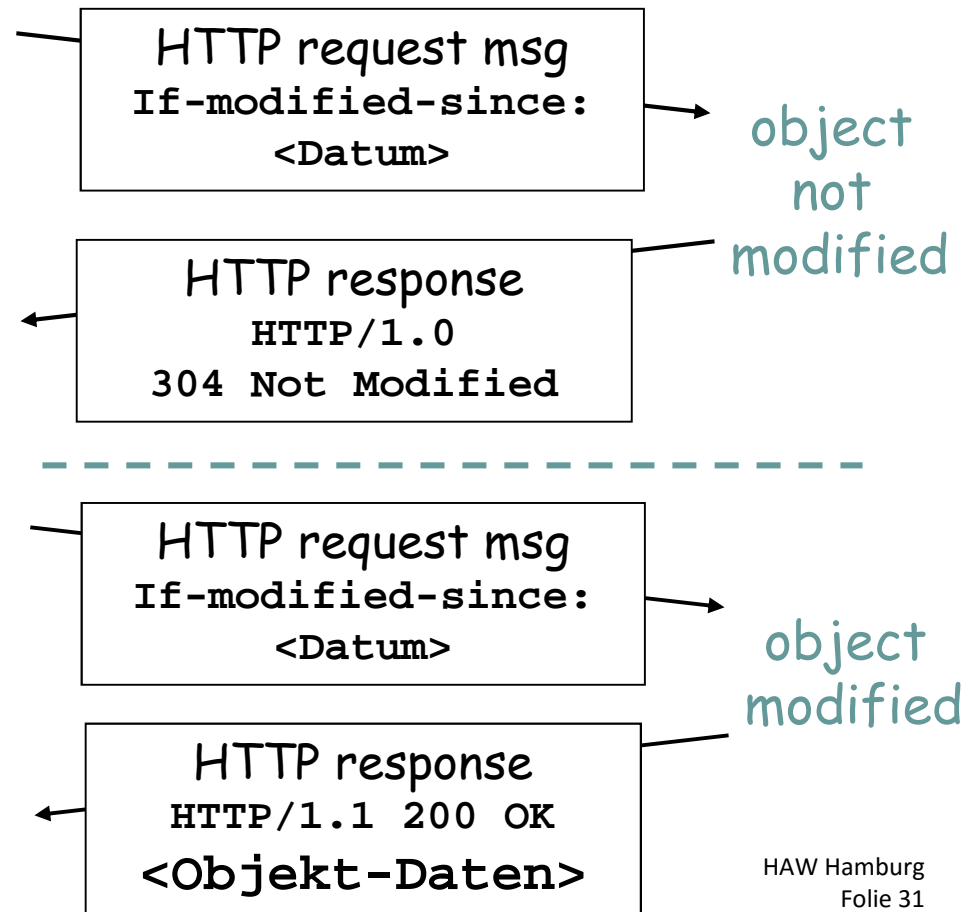 HTTP request msg
If-modified-since:
<Datum>
object
not
modified
HTTP response
HTTP/1.0
304 Not Modified
HTTP request msg
If-modified-since:
<Datum>
object
modified
HTTP response
HTTP/1.1 200 OK
<Objekt-Daten>
HAW Hamburg
Folie 31